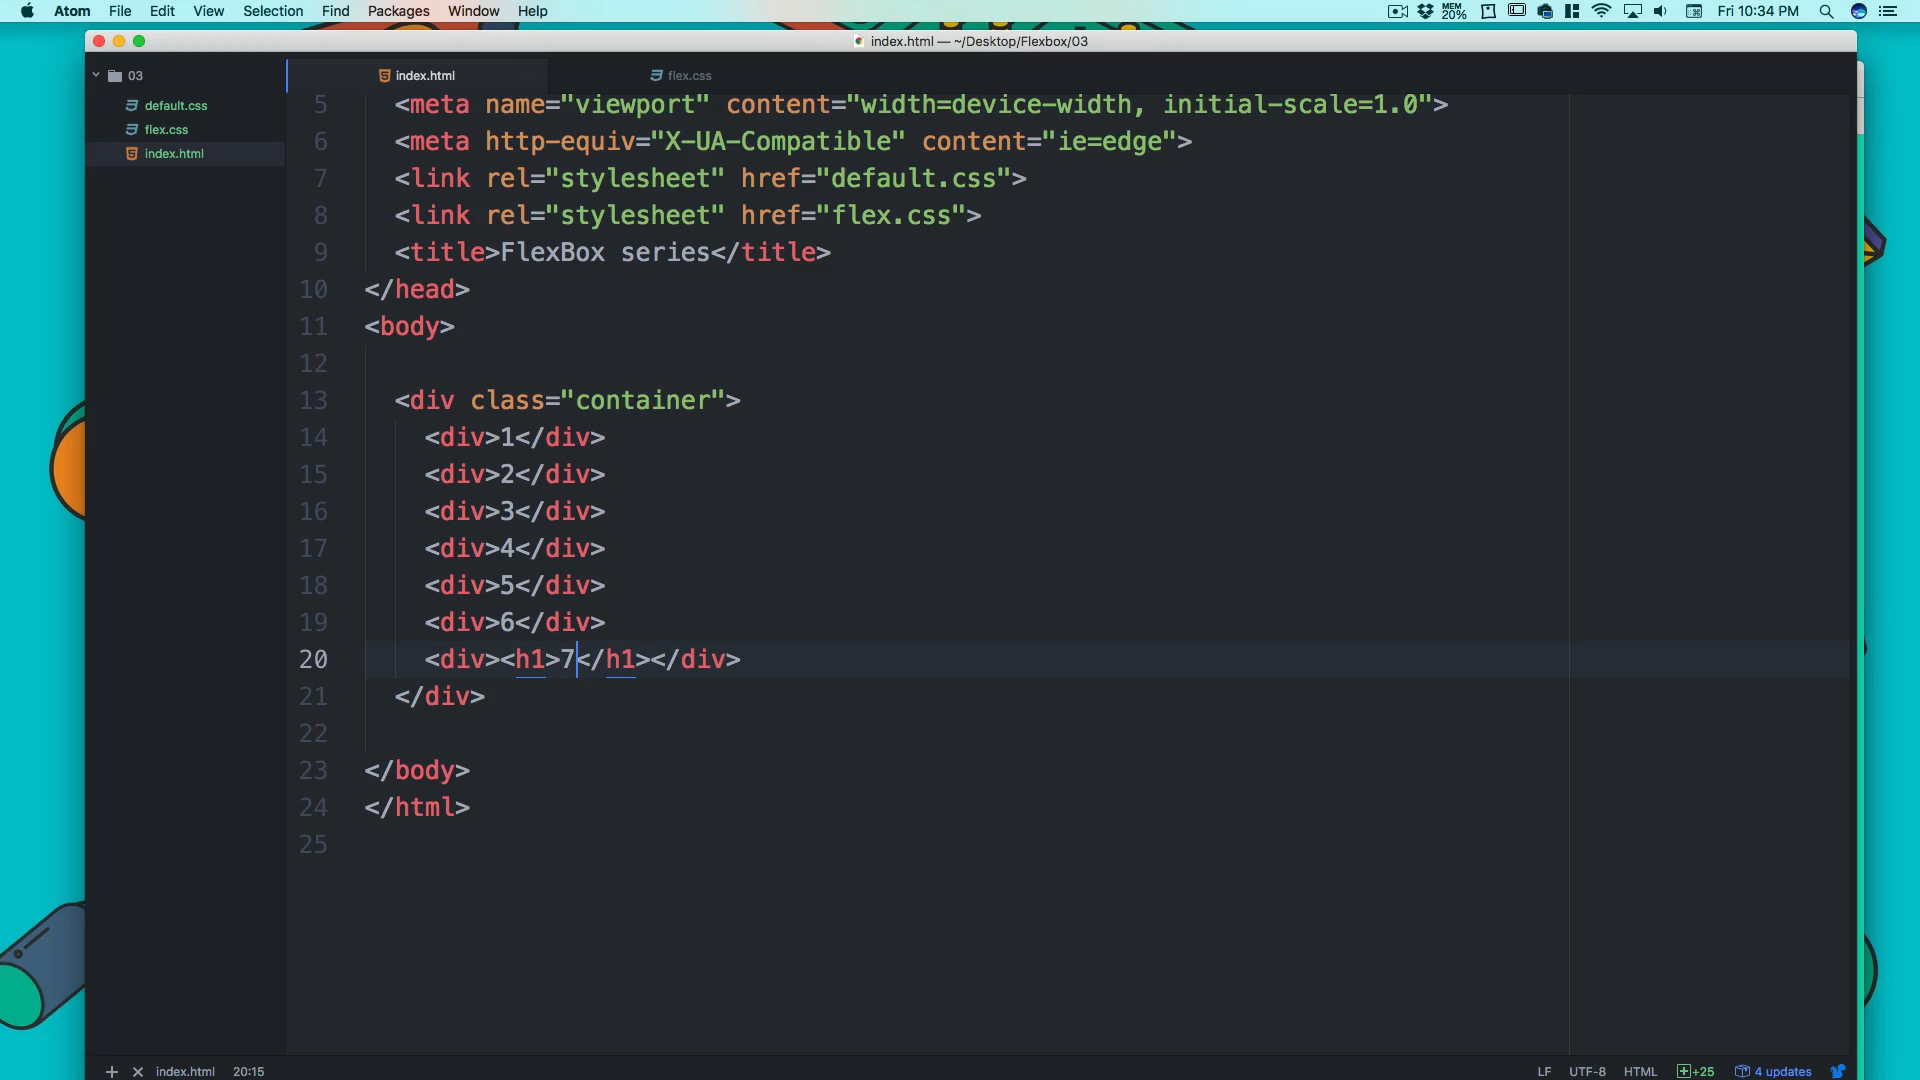 Atom File Edit View Selection Find Packages Window Help MEM 20% Fri 10:34 PM
index.html — ~/Desktop/Flexbox/03
03
default.css
flex.css
index.html
index.html flex.css
5 <meta name="viewport" content="width=device-width, initial-scale=1.0">
6 <meta http-equiv="X-UA-Compatible" content="ie=edge">
7 <link rel="stylesheet" href="default.css">
8 <link rel="stylesheet" href="flex.css">
9 <title>FlexBox series</title>
10 </head>
11 <body>
12
13 <div class="container">
14 <div>1</div>
15 <div>2</div>
16 <div>3</div>
17 <div>4</div>
18 <div>5</div>
19 <div>6</div>
20 <div><h1>7</h1></div>
21 </div>
22
23 </body>
24 </html>
25
index.html 20:15 LF UTF-8 HTML +25 4 updates